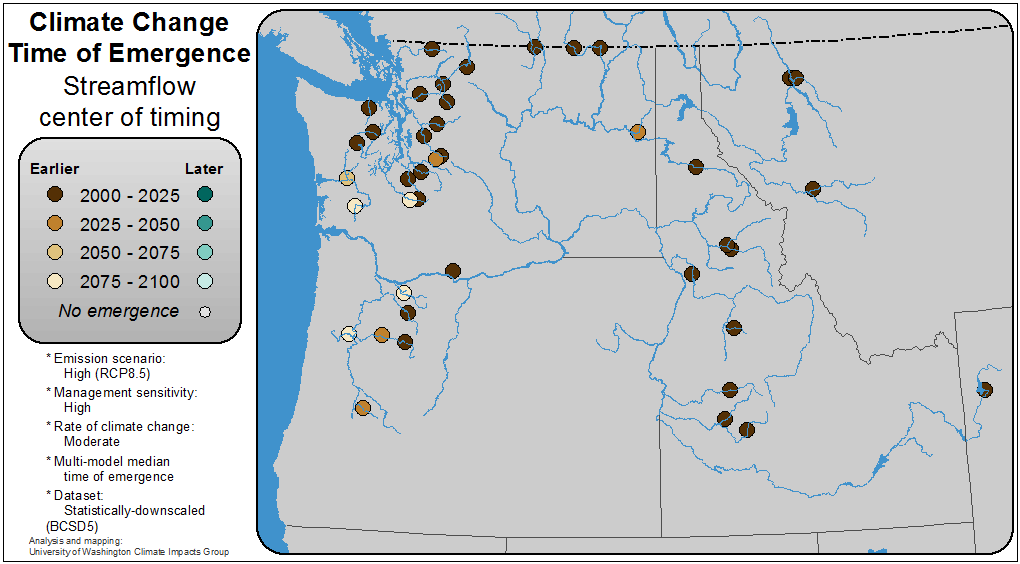 Climate Change
Time of Emergence
Streamflow
center of timing
Earlier Later
2000 - 2025
2025 - 2050
2050 - 2075
2075 - 2100
No emergence
* Emission scenario:
High (RCP8.5)
* Management sensitivity:
High
* Rate of climate change:
Moderate
* Multi-model median
time of emergence
* Dataset:
Statistically-downscaled
(BCSD5)
Analysis and mapping:
University of Washington Climate Impacts Group